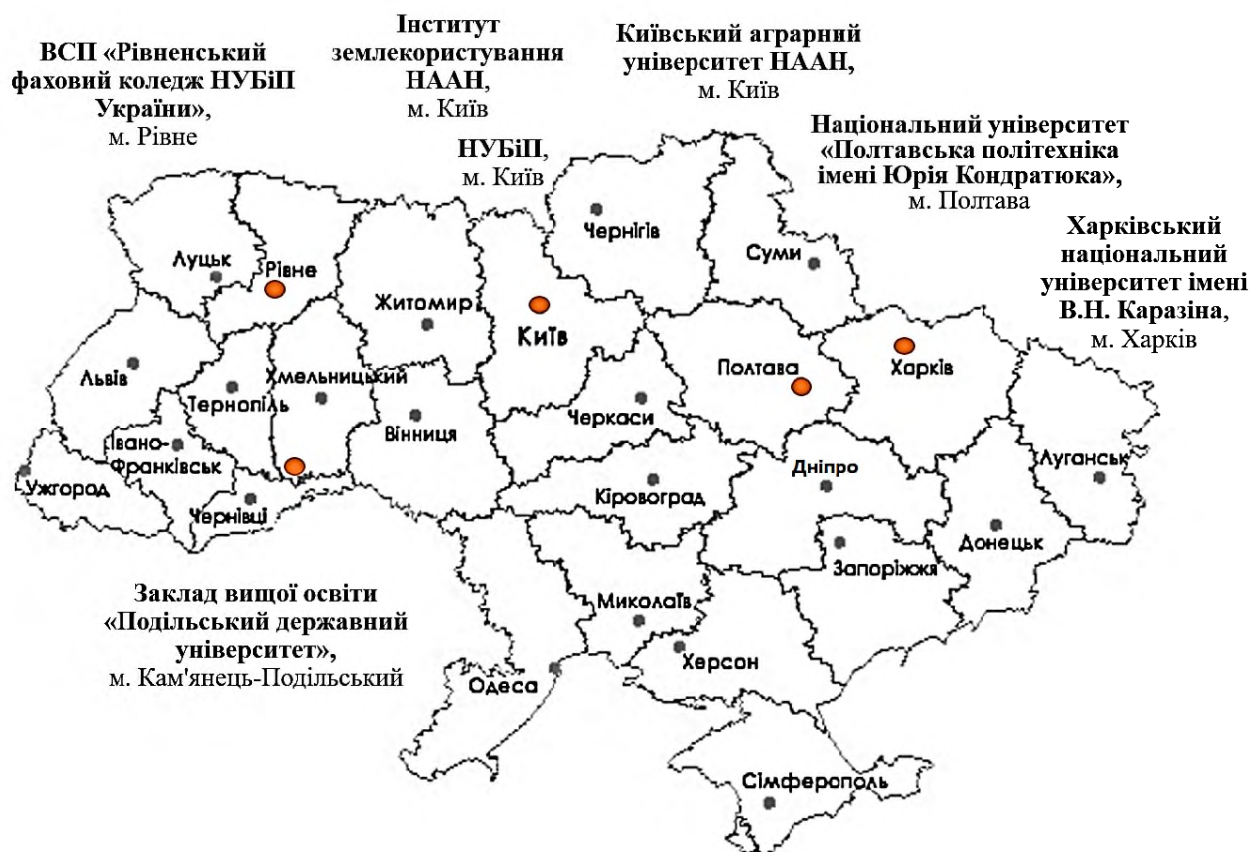 ВСП «Рівненський
фаховий коледж НУБіП
України»,
м. Рівне
Інститут
землекористування
НААН,
м. Київ
Київський аграрний
університет НААН,
м. Київ
НУБіП,
м. Київ
Національний університет
«Полтавська політехніка
імені Юрія Кондратюка»,
м. Полтава
Харківський
національний
університет імені
В.Н. Каразіна,
м. Харків
Чернігів
Луцьк
Рівне
Суми
Житомир
Київ
Львів
Тернопіль
Хмельницький
Полтава
Харків
Черкаси
Вінниця
Івано-
Франківськ
Ужгород
Чернівці
Кіровоград
Дніпро
Луганськ
Донецьк
Запоріжжя
Миколаїв
Херсон
Одеса
Сімферополь
Заклад вищої освіти
«Подільський державний
університет»,
м. Кам'янець-Подільський